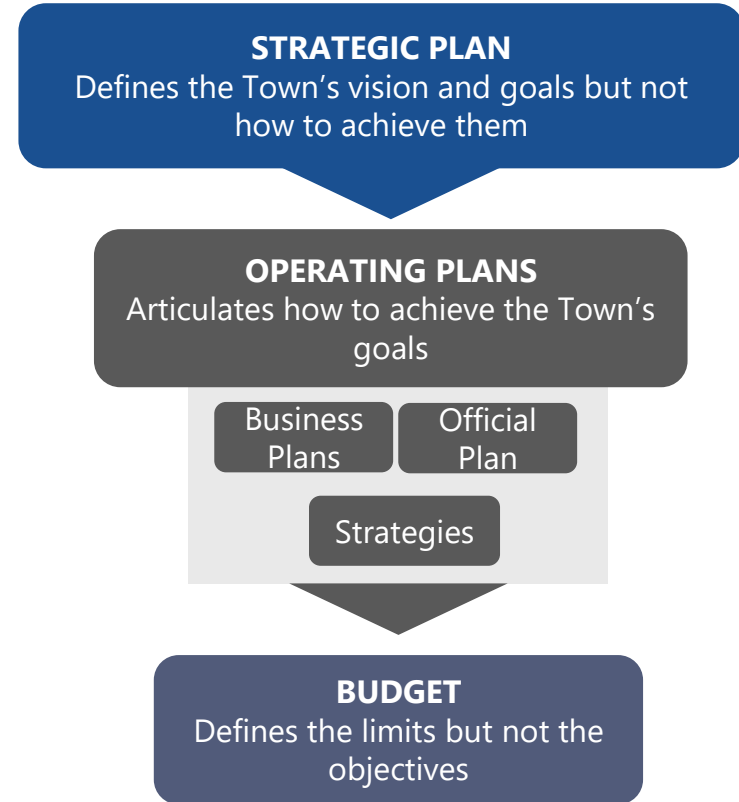 STRATEGIC PLAN
Defines the Town’s vision and goals but not
how to achieve them
OPERATING PLANS
Articulates how to achieve the Town’s
goals
Business
Plans
Official
Plan
Strategies
BUDGET
Defines the limits but not the
objectives